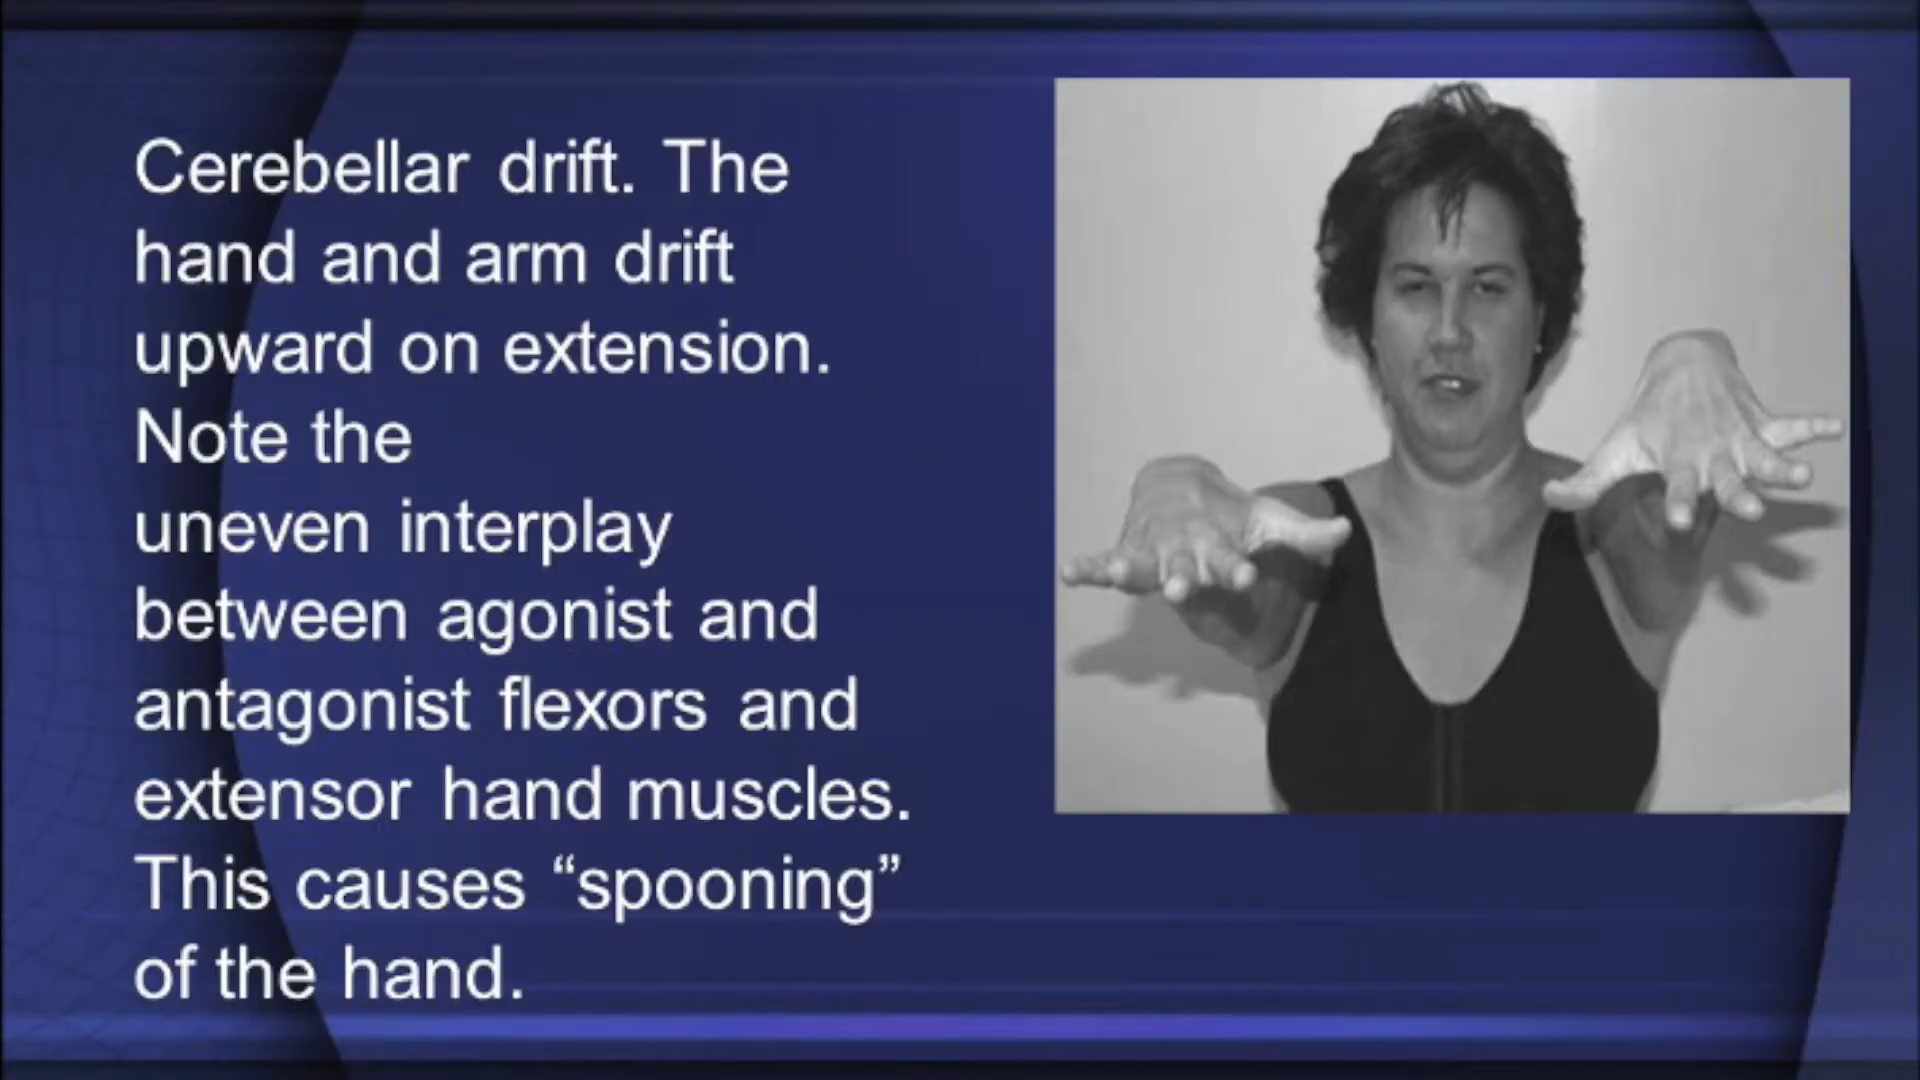 Cerebellar drift. The
hand and arm drift
upward on extension.
Note the
uneven interplay
between agonist and
antagonist flexors and
extensor hand muscles.
This causes “spooning”
of the hand.